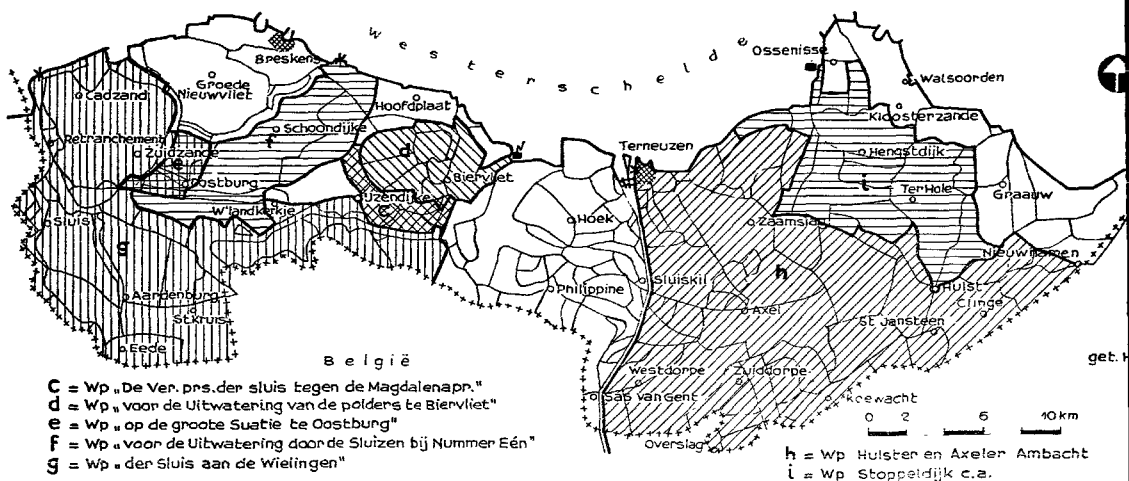 Westerschelde
Ossenisse
Walsoorden
Breskens
Groede
Nieuwvliet
Cadzand
Hoofdplaat
Kloosterzande
Schoondijke
f
Retranchement
Zuidzande
e
Oostburg
d
Biervliet
Terneuzen
Hengstdijk
i
Ter Hole
Graauw
IJzendijke
c
W'landkerkje
Hoek
Zaamslag
Sluis
g
Nieuwnamen
Philippine
Sluiskil
h
Hulst
Clinge
Aardenburg
St Kruis
Axel
St Jansteen
Eede
België
get. H
Westdorpe
Zuiddorpe
Sas van Gent
Koewacht
Overslag
0 2 6 10 km
c = Wp „De Ver. prs. der sluis tegen de Magdalenapr."
d = Wp „voor de Uitwatering van de polders te Biervliet"
e = Wp „op de groote Suatie te Oostburg"
f = Wp „voor de Uitwatering door de Sluizen bij Nummer Eén"
g = Wp „der Sluis aan de Wielingen"
h = Wp Hulster en Axeler Ambacht
i = Wp Stoppeldijk c.a.